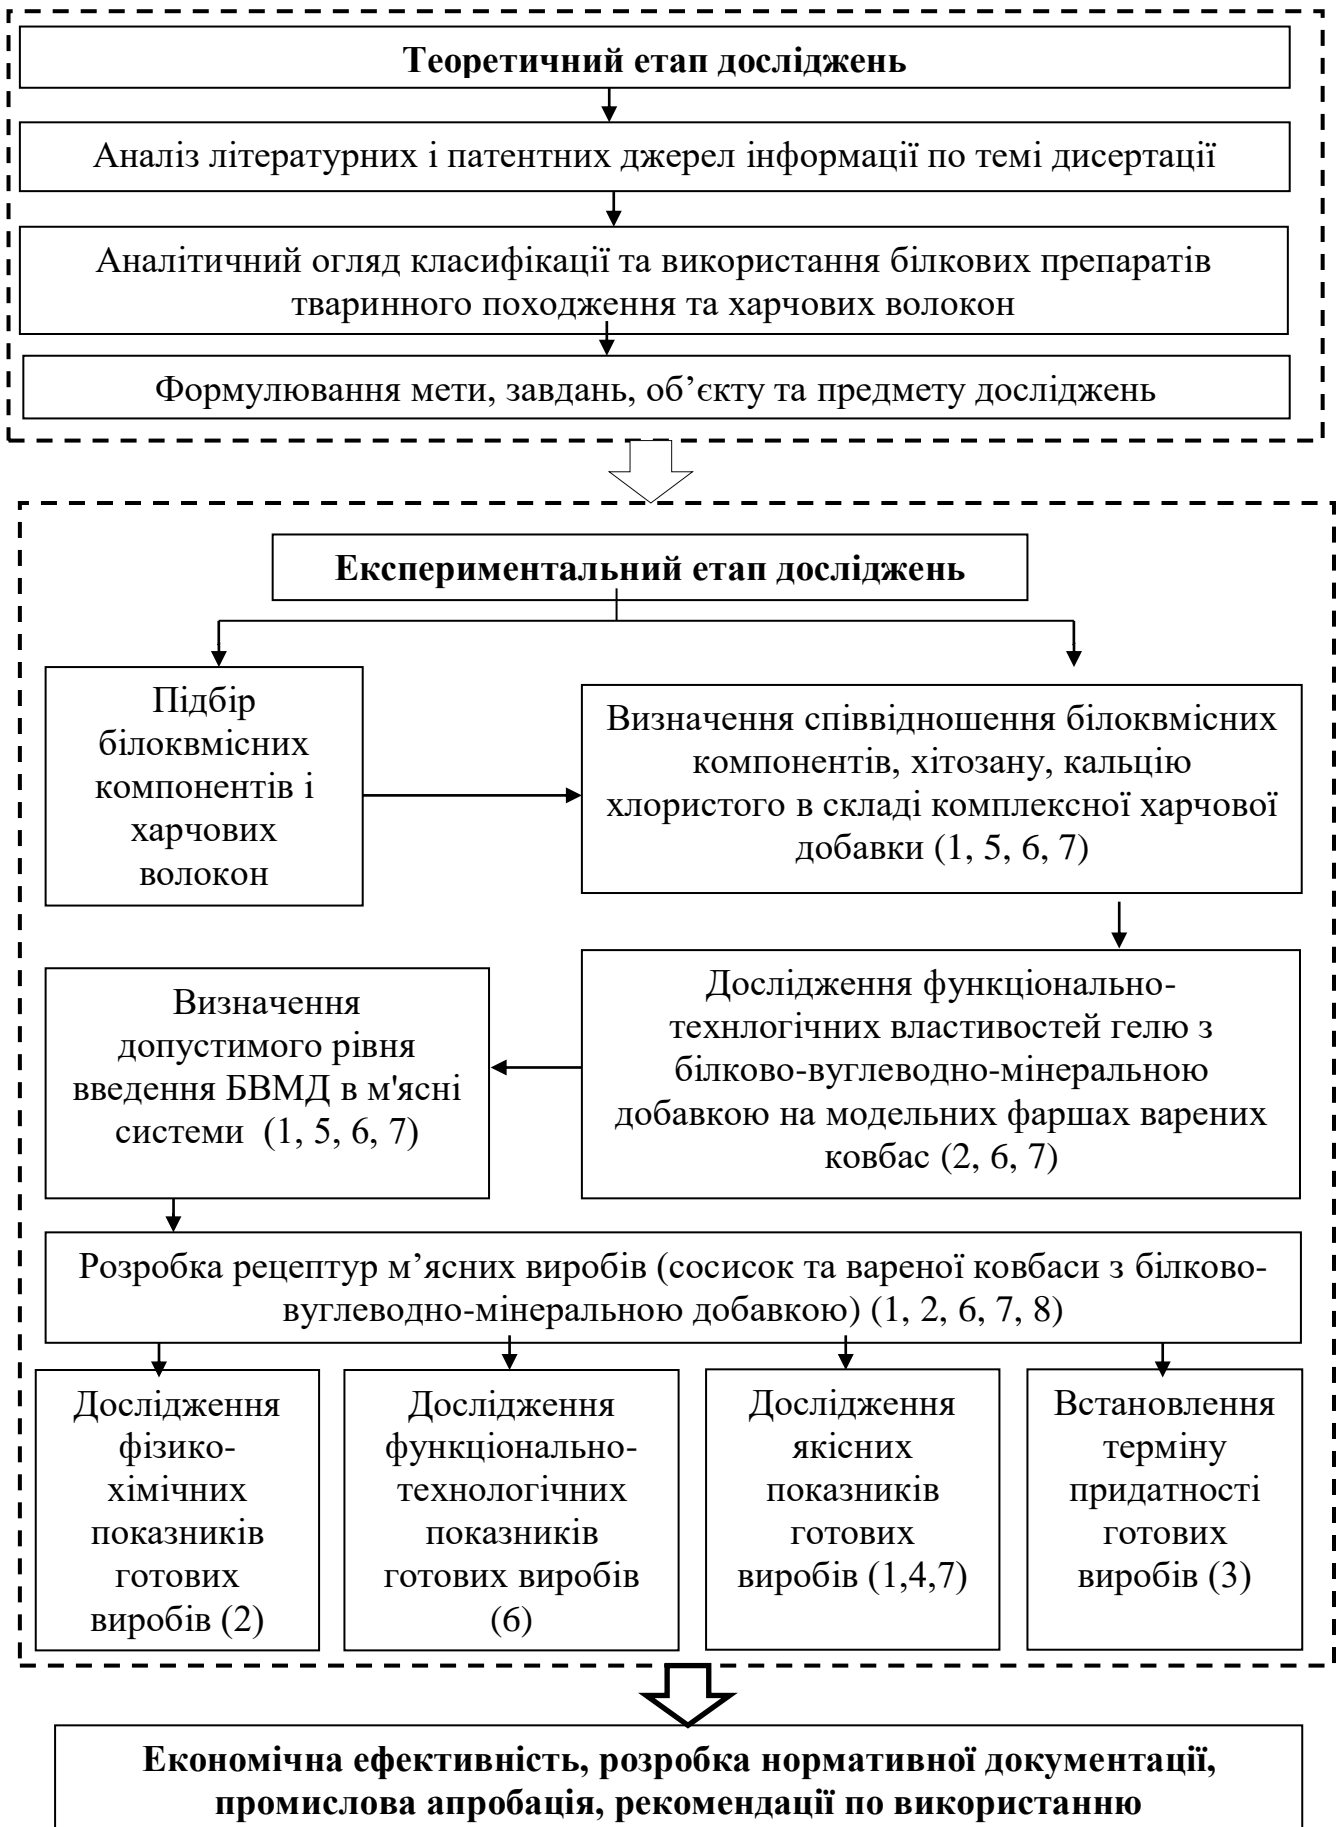 Теоретичний етап досліджень
Аналіз літературних і патентних джерел інформації по темі дисертації
Аналітичний огляд класифікації та використання білкових препаратів
тваринного походження та харчових волокон
Формулювання мети, завдань, об’єкту та предмету досліджень
Експериментальний етап досліджень
Підбір
білоквмісних
компонентів і
харчових
волокон
Визначення співвідношення білоквмісних
компонентів, хітозану, кальцію
хлористого в складі комплексної харчової
добавки (1, 5, 6, 7)
Визначення
допустимого рівня
введення БВМД в м'ясні
системи (1, 5, 6, 7)
Дослідження функціонально-
технлогічних властивостей гелю з
білково-вуглеводно-мінеральною
добавкою на модельних фаршах варених
ковбас (2, 6, 7)
Розробка рецептур м’ясних виробів (сосисок та вареної ковбаси з білково-
вуглеводно-мінеральною добавкою) (1, 2, 6, 7, 8)
Дослідження
фізико-
хімічних
показників
готових
виробів (2)
Дослідження
функціонально-
технологічних
показників
готових виробів
(6)
Дослідження
якісних
показників
готових
виробів (1,4,7)
Встановлення
терміну
придатності
готових
виробів (3)
Економічна ефективність, розробка нормативної документації,
промислова апробація, рекомендації по використанню